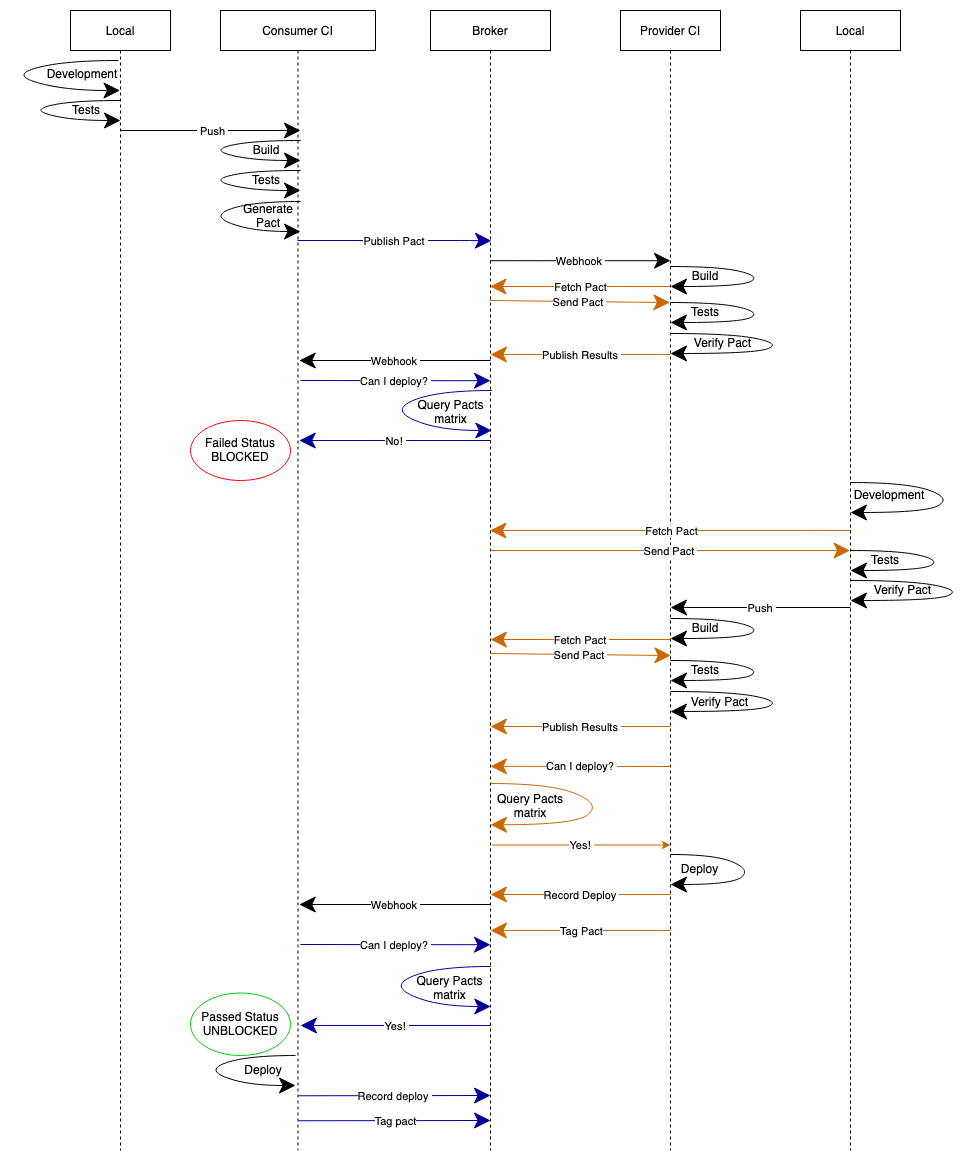 Local
Consumer CI
Broker
Provider CI
Local
Development
Tests
Push
Build
Tests
Generate
Pact
Publish Pact
Webhook
Build
Fetch Pact
Send Pact
Tests
Verify Pact
Publish Results
Webhook
Can I deploy?
Query Pacts
matrix
No!
Failed Status
BLOCKED
Development
Fetch Pact
Send Pact
Tests
Verify Pact
Push
Build
Fetch Pact
Send Pact
Tests
Verify Pact
Publish Results
Can I deploy?
Query Pacts
matrix
Yes!
Deploy
Record Deploy
Webhook
Tag Pact
Can I deploy?
Query Pacts
matrix
Passed Status
UNBLOCKED
Yes!
Deploy
Record deploy
Tag pact